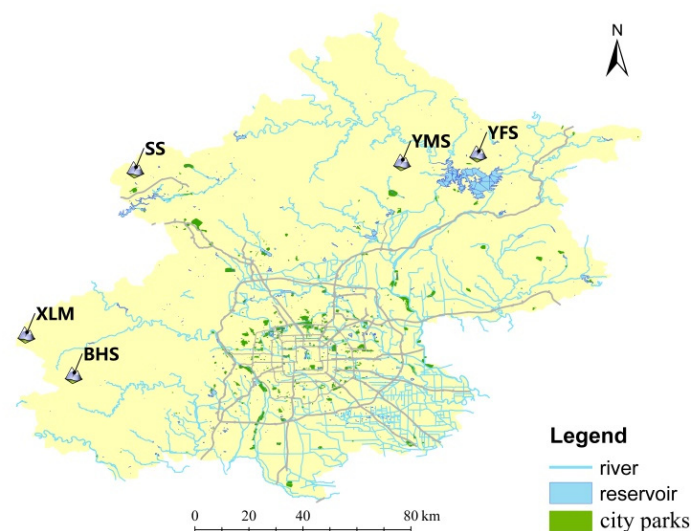 N
YFS
YMS
SS
XLM
BHS
Legend
river
reservoir
city parks
0 20 40 80 km